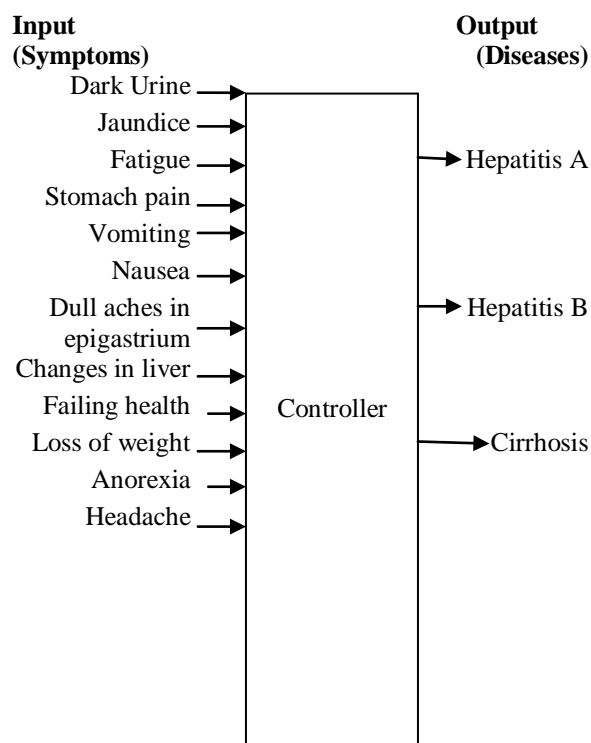 Input
(Symptoms)
Output
(Diseases)
Dark Urine
Jaundice
Fatigue
Stomach pain
Vomiting
Nausea
Dull aches in
epigastrium
Changes in liver
Failing health
Loss of weight
Anorexia
Headache
Controller
Hepatitis A
Hepatitis B
Cirrhosis